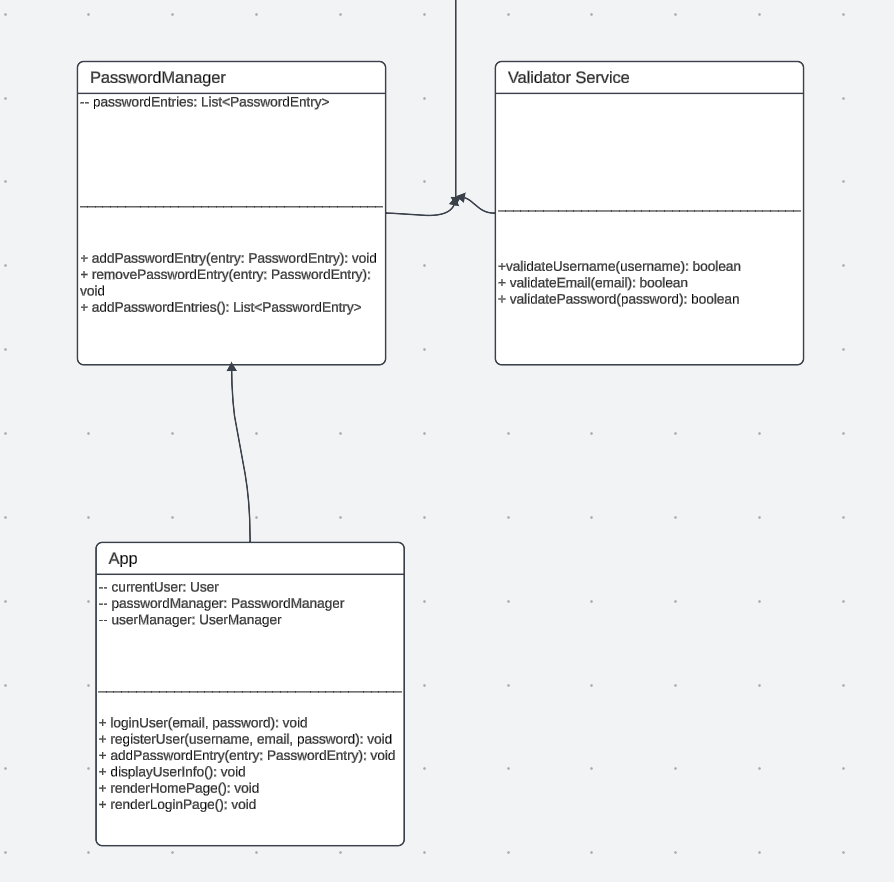 PasswordManager
-- passwordEntries: List<PasswordEntry>
+ addPasswordEntry(entry: PasswordEntry): void
+ removePasswordEntry(entry: PasswordEntry):
void
+ addPasswordEntries(): List<PasswordEntry>
Validator Service
+validateUsername(username): boolean
+ validateEmail(email): boolean
+ validatePassword(password): boolean
App
-- currentUser: User
-- passwordManager: PasswordManager
-- userManager: UserManager
+ loginUser(email, password): void
+ registerUser(username, email, password): void
+ addPasswordEntry(entry: PasswordEntry): void
+ displayUserInfo(): void
+ renderHomePage(): void
+ renderLoginPage(): void